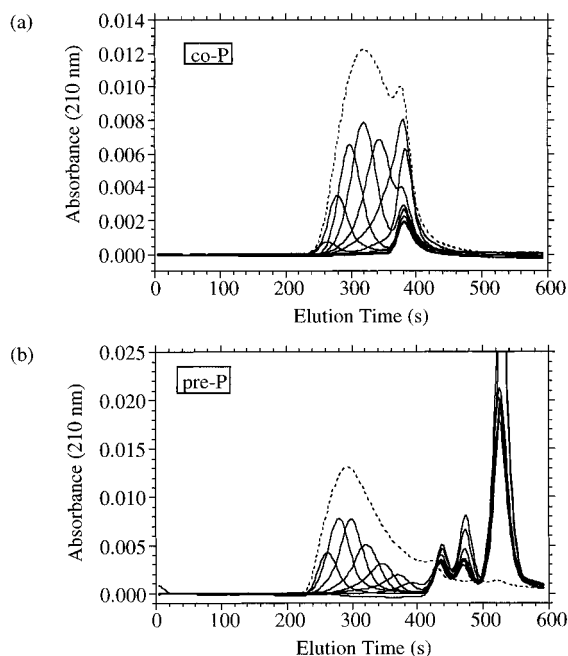 (a)
co-P
Absorbance (210 nm)
0.014
0.012
0.010
0.008
0.006
0.004
0.002
0.000
0 100 200 300 400 500 600
Elution Time (s)
(b)
pre-P
Absorbance (210 nm)
0.025
0.020
0.015
0.010
0.005
0.000
0 100 200 300 400 500 600
Elution Time (s)